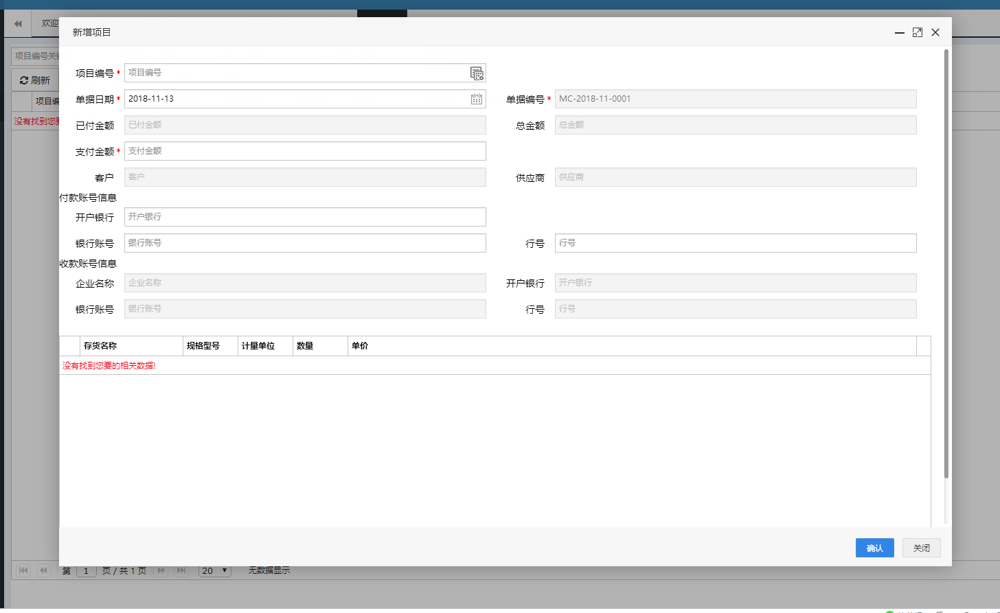 欢迎
新增项目
项目编号关键
刷新
项目编
没有找到您要
项目编号* 项目编号
单据日期* 2018-11-13 单据编号* MC-2018-11-0001
已付金额 已付金额 总金额 总金额
支付金额* 支付金额
客户 客户 供应商 供应商
付款账号信息
开户银行 开户银行
银行账号 银行账号 行号 行号
收款账号信息
企业名称 企业名称 开户银行 开户银行
银行账号 银行账号 行号 行号
存货名称 规格型号 计量单位 数量 单价
没有找到您要的相关数据!
确认 关闭
第 1 页 / 共 1 页 20 无数据显示